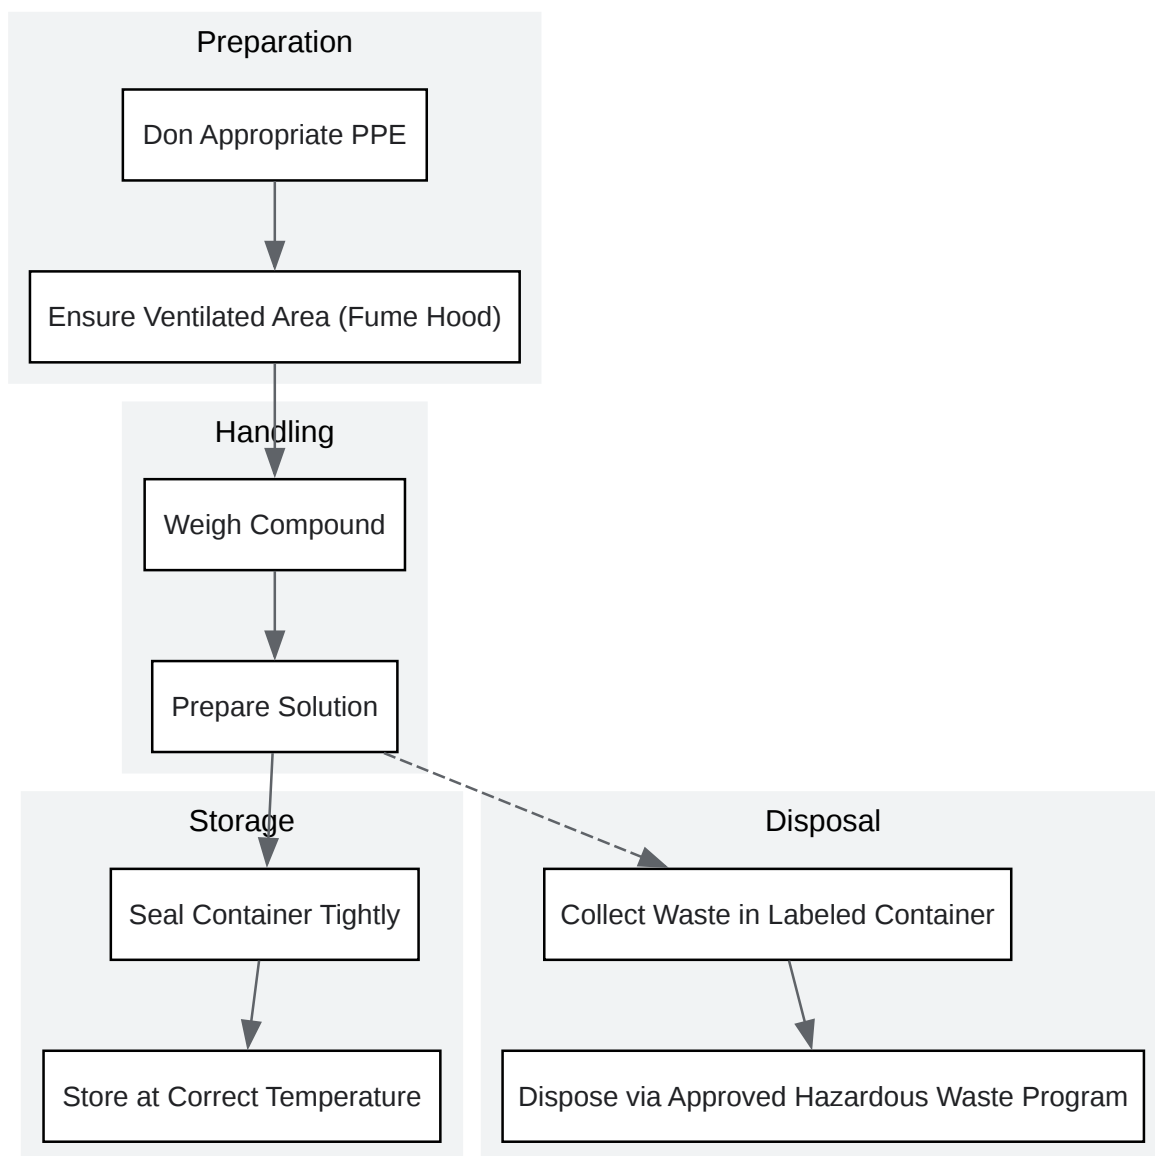 Preparation
Don Appropriate PPE
Ensure Ventilated Area (Fume Hood)
Handling
Weigh Compound
Prepare Solution
Storage
Seal Container Tightly
Store at Correct Temperature
Disposal
Collect Waste in Labeled Container
Dispose via Approved Hazardous Waste Program